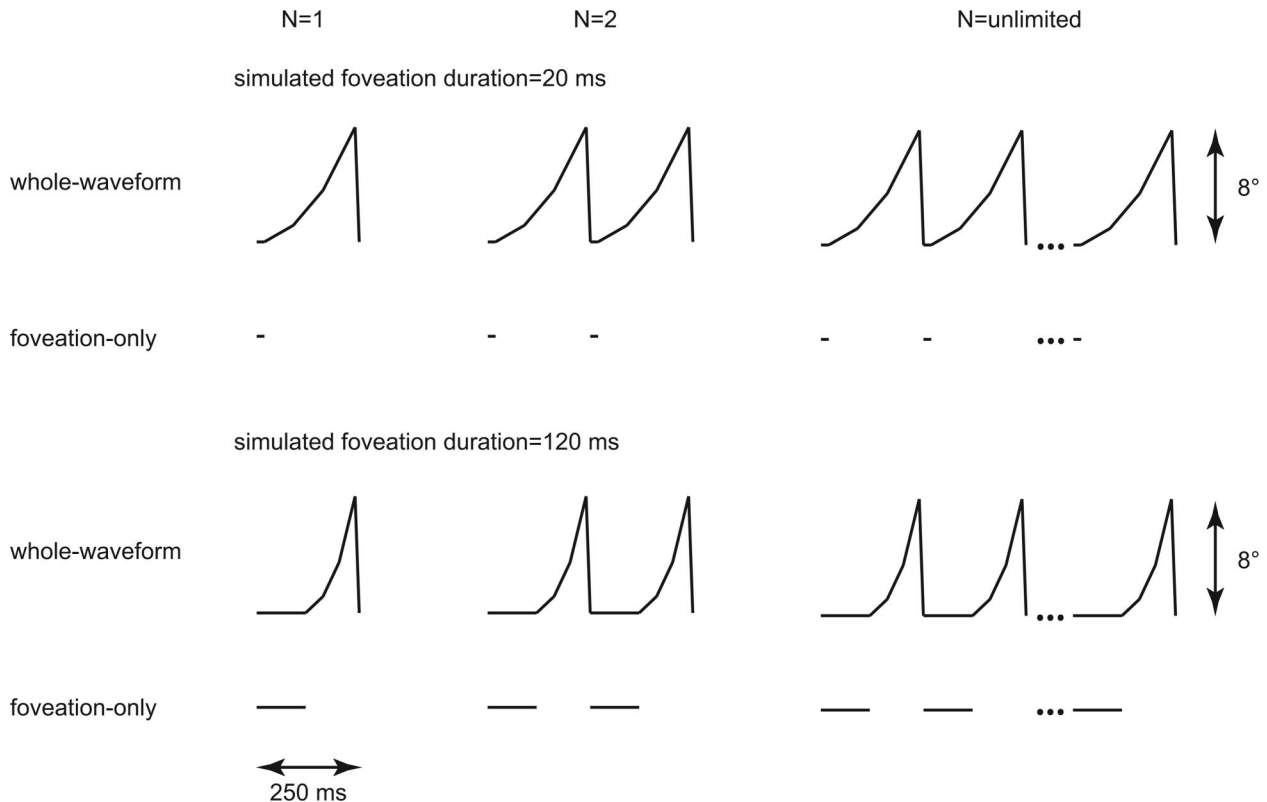 N=1 N=2 N=unlimited
simulated foveation duration=20 ms
whole-waveform 8°
foveation-only
simulated foveation duration=120 ms
whole-waveform 8°
foveation-only
250 ms